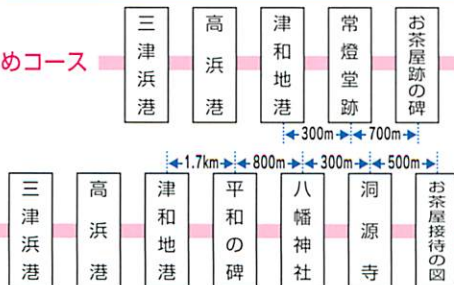 めコース
三津浜港
高浜港
津和地港
常燈堂跡
お茶屋跡の碑
300m
700m
1.7km
800m
300m
500m
三津浜港
高浜港
津和地港
平和の碑
八幡神社
洞源寺
お茶屋接待の図